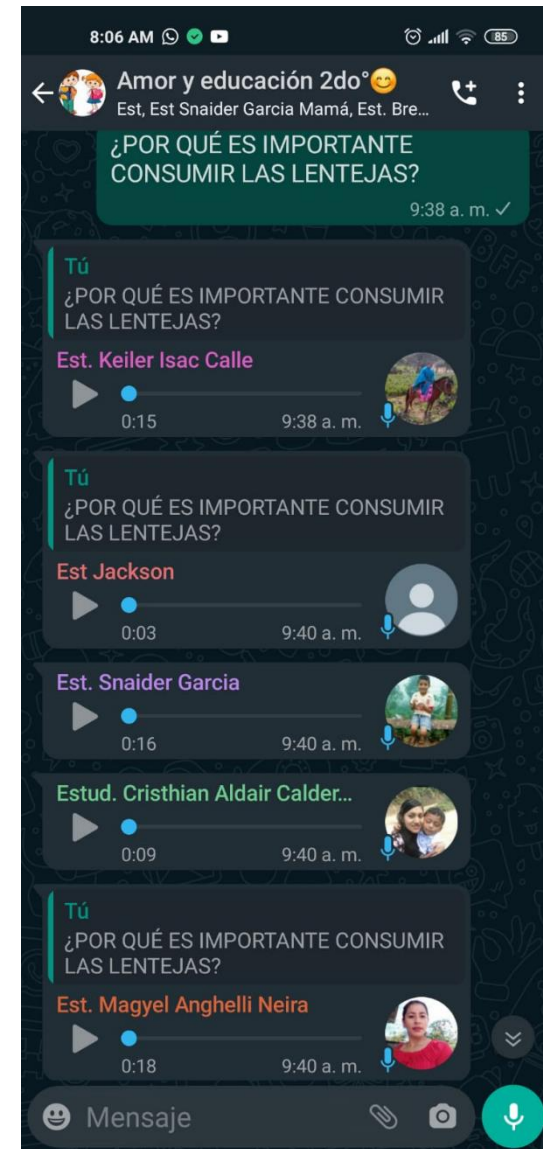 8:06 AM
85
Amor y educación 2do°😊
Est, Est Snaider Garcia Mamá, Est. Bre...
¿POR QUÉ ES IMPORTANTE
CONSUMIR LAS LENTEJAS?
9:38 a. m.
Tú
¿POR QUÉ ES IMPORTANTE CONSUMIR
LAS LENTEJAS?
Est. Keiler Isac Calle
0:15 9:38 a. m.
Tú
¿POR QUÉ ES IMPORTANTE CONSUMIR
LAS LENTEJAS?
Est Jackson
0:03 9:40 a. m.
Est. Snaider Garcia
0:16 9:40 a. m.
Estud. Cristhian Aldair Calder...
0:09 9:40 a. m.
Tú
¿POR QUÉ ES IMPORTANTE CONSUMIR
LAS LENTEJAS?
Est. Magyel Anghelli Neira
0:18 9:40 a. m.
Mensaje